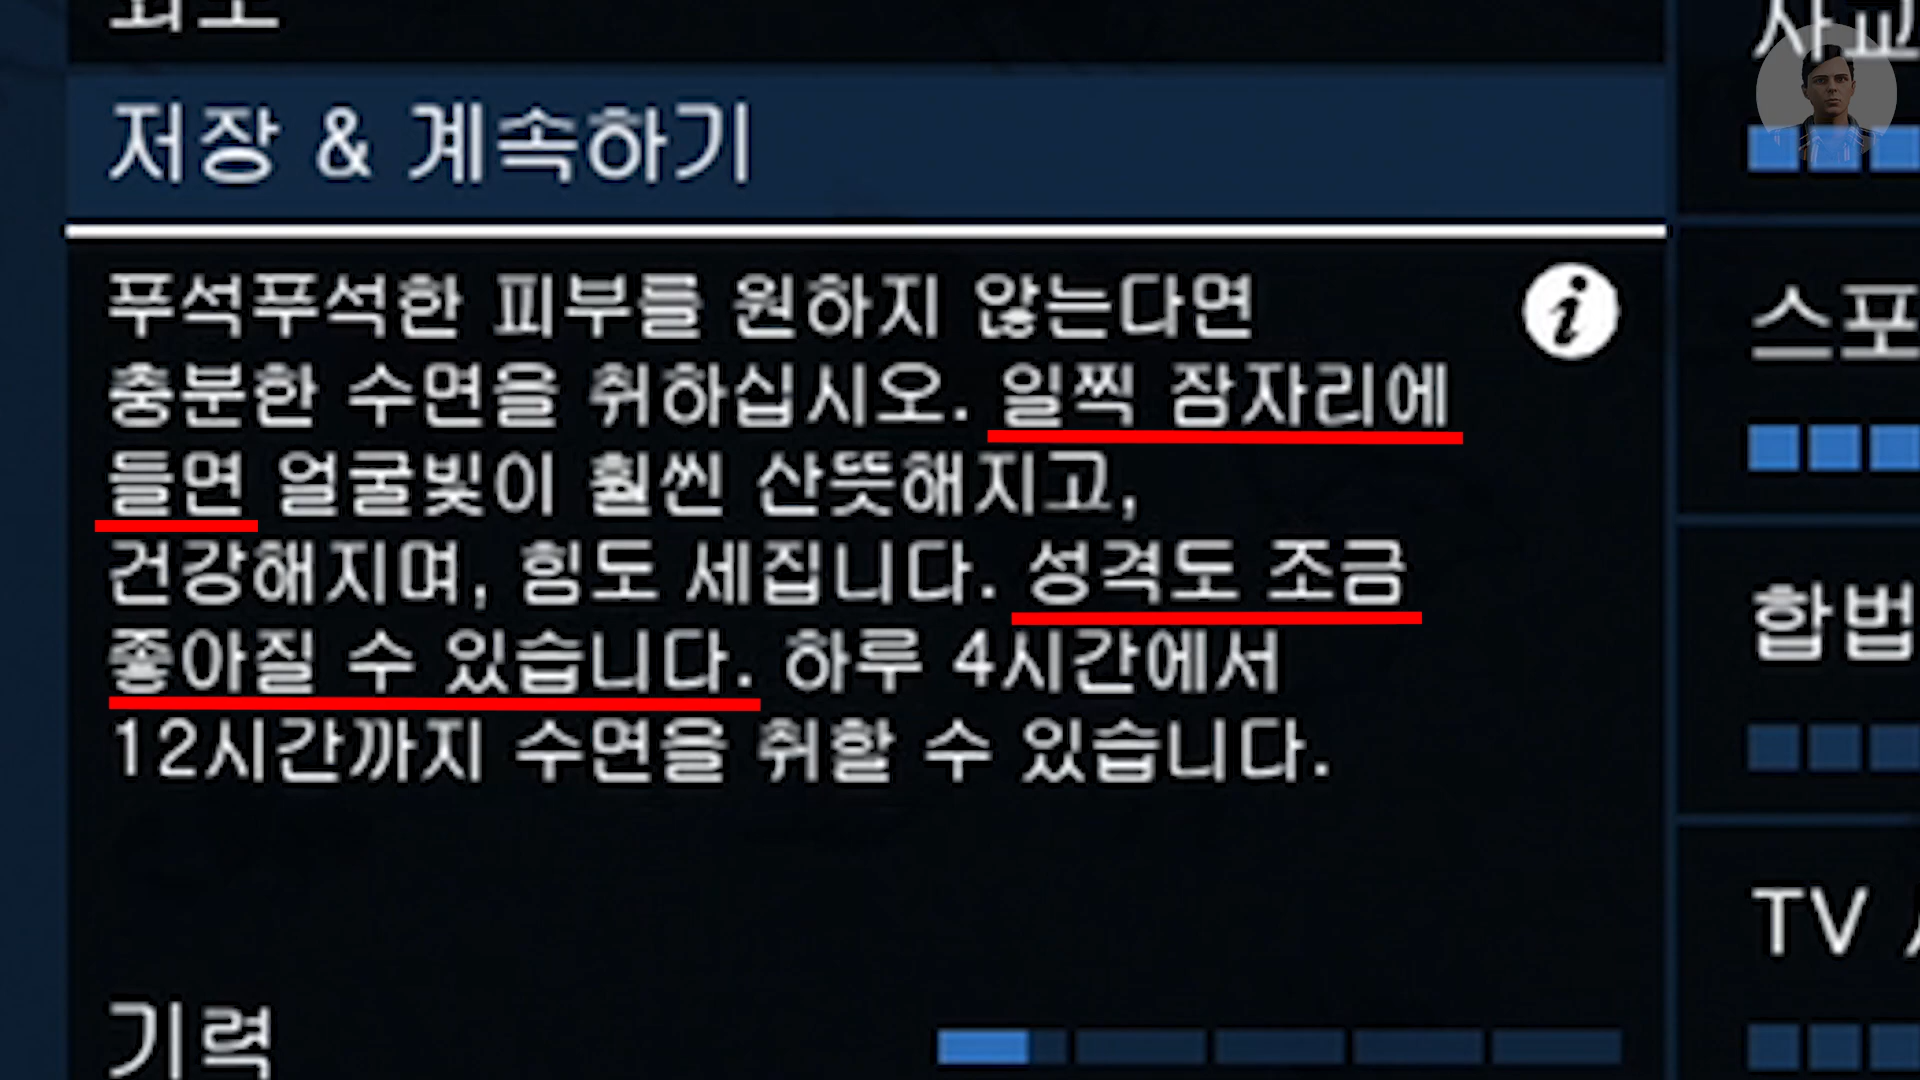 외모
저장 & 계속하기
푸석푸석한 피부를 원하지 않는다면
충분한 수면을 취하십시오. 일찍 잠자리에
들면 얼굴빛이 훨씬 산뜻해지고,
건강해지며, 힘도 세집니다. 성격도 조금
좋아질 수 있습니다. 하루 4시간에서
12시간까지 수면을 취할 수 있습니다.
기력
사교
스포
합법
TV